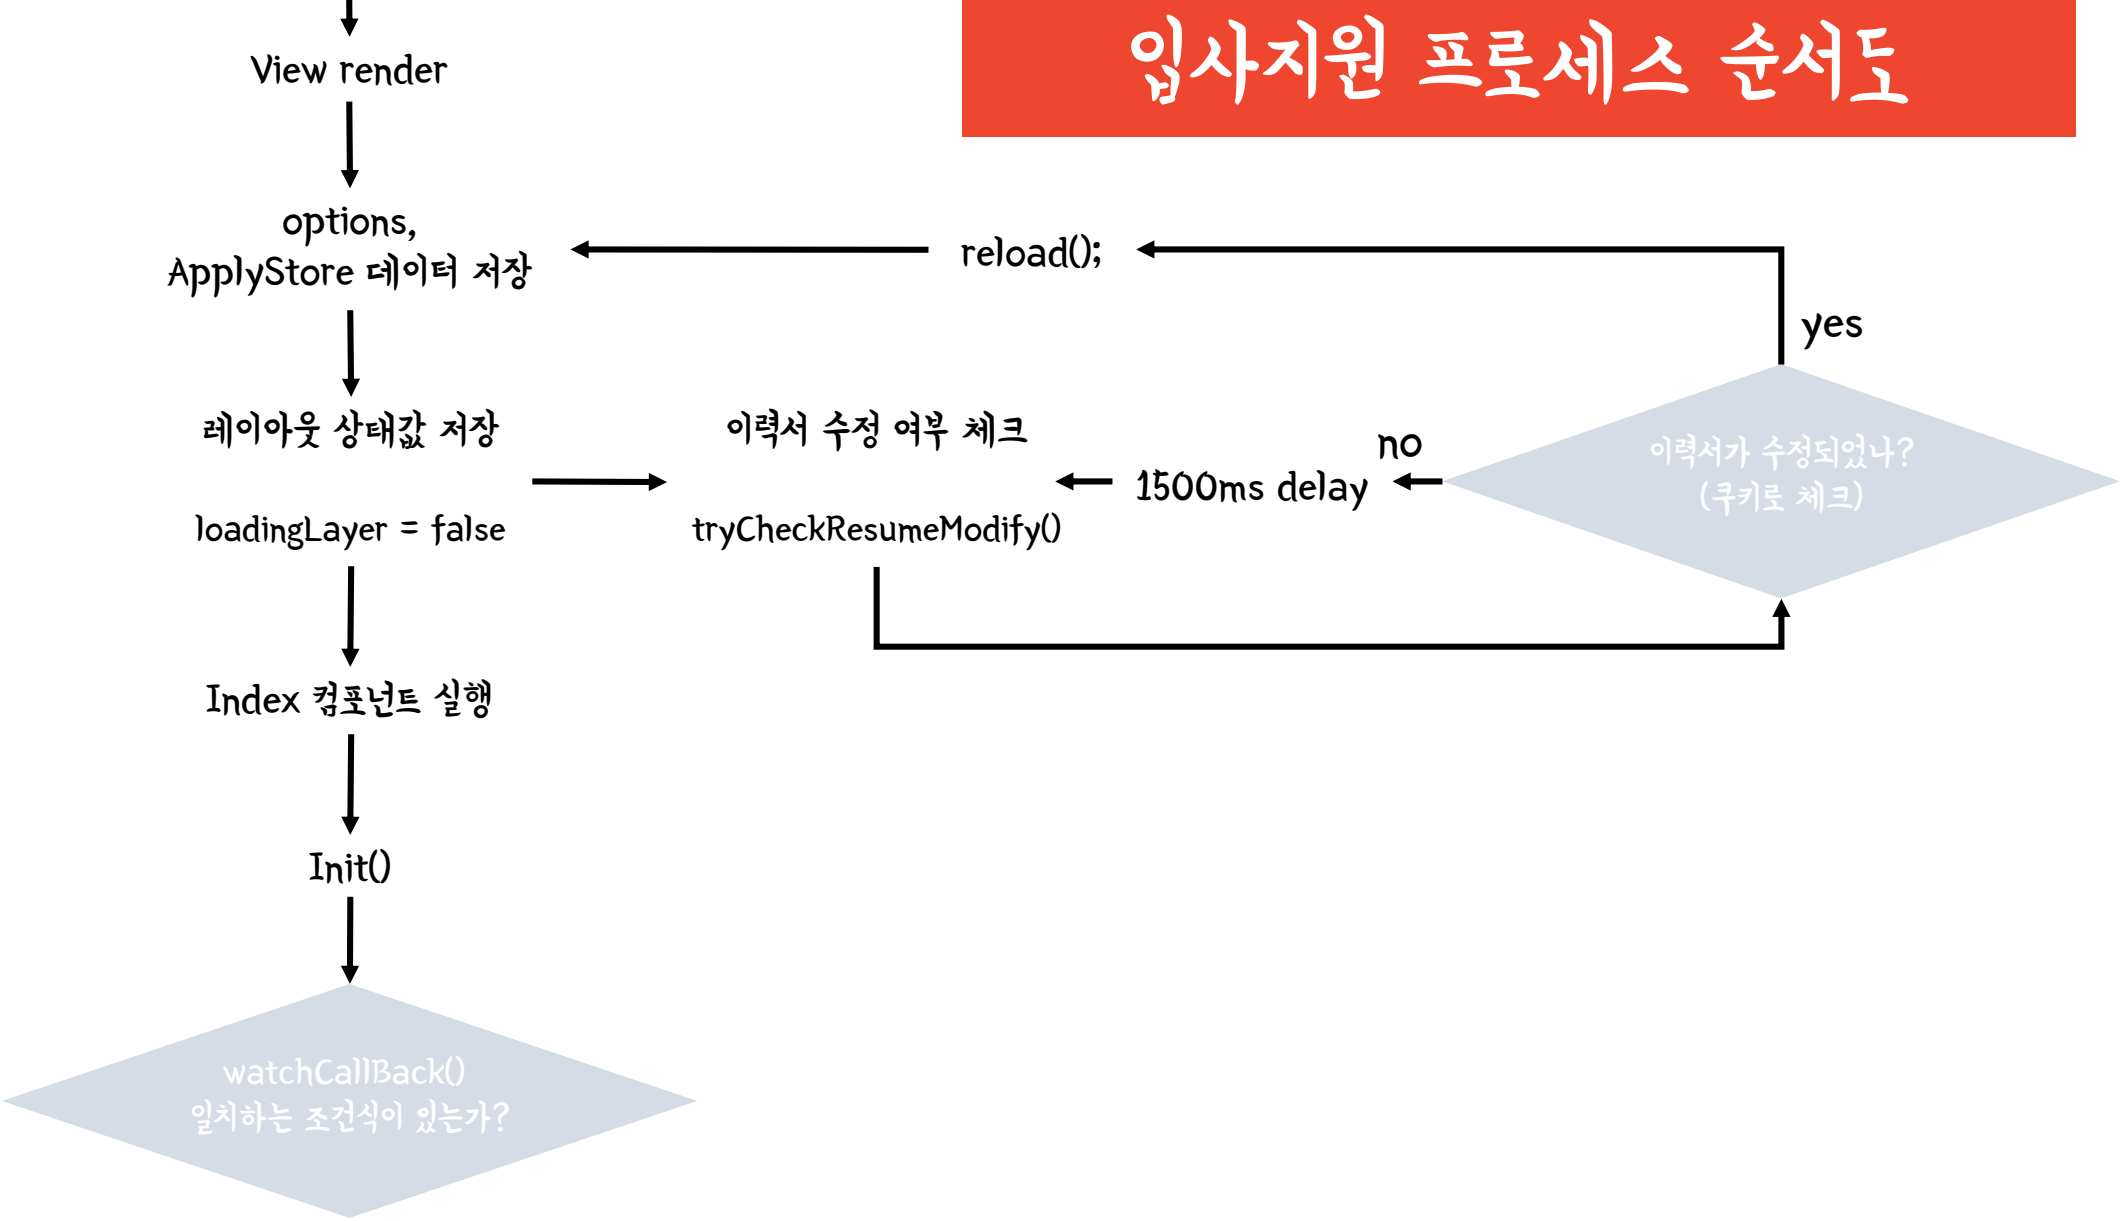 입사지원 프로세스 순서도
View render
options,
ApplyStore 데이터 저장
reload();
yes
레이아웃 상태값 저장
loadingLayer = false
이력서 수정 여부 체크
tryCheckResumeModify()
1500ms delay
no
이력서가 수정되었나?
(쿠키로 체크)
Index 컴포넌트 실행
Init()
watchCallBack()
일치하는 조건식이 있는가?